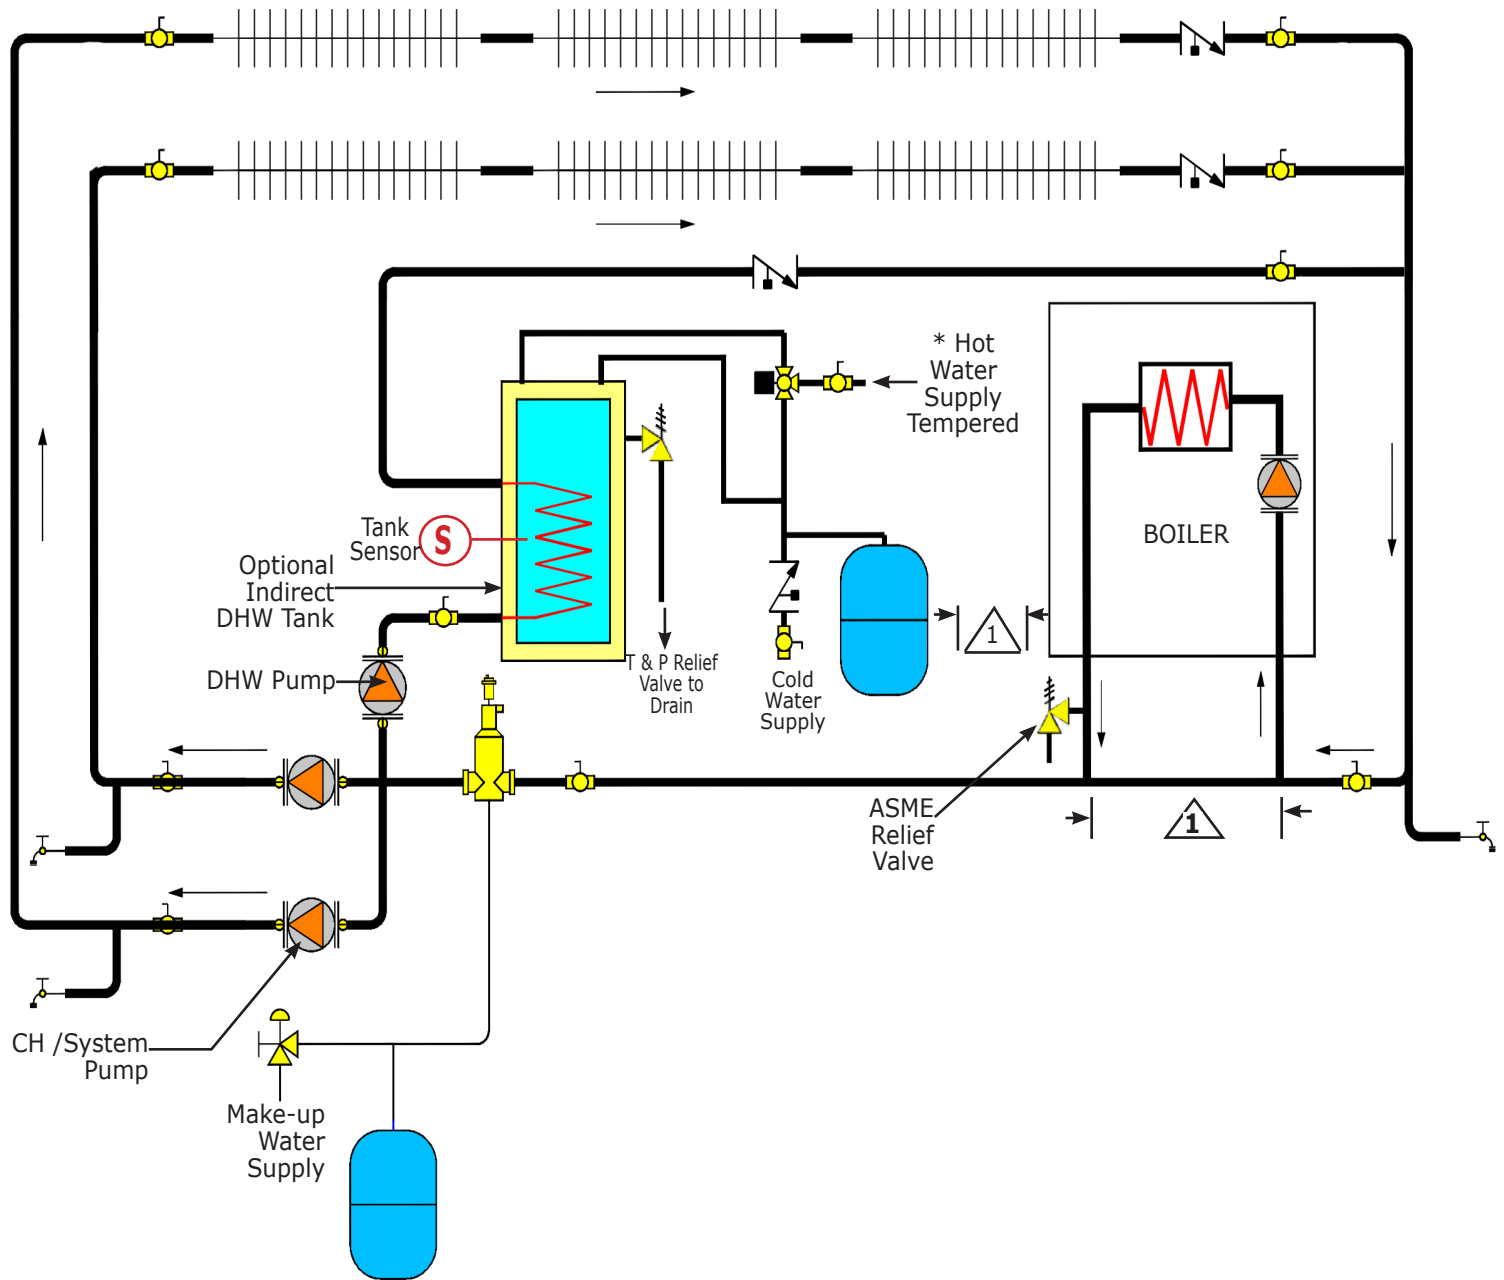 * Hot
Water
Supply
Tempered
BOILER
Tank
Sensor
S
Optional
Indirect
DHW Tank
1
DHW Pump
T & P Relief
Valve to
Drain
Cold
Water
Supply
ASME
Relief
Valve
1
CH /System
Pump
Make-up
Water
Supply